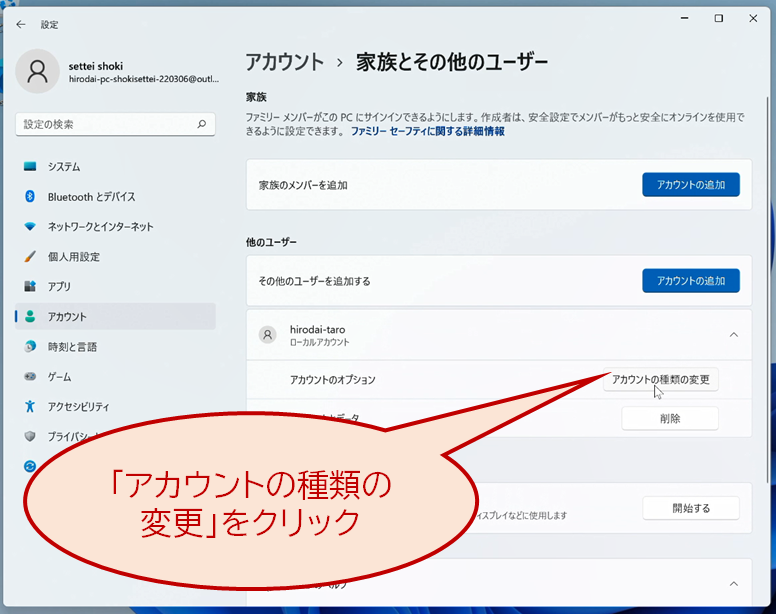 設定
settei shoki
hirodai-pc-shokisettei-220306@outl...
設定の検索
システム
Bluetooth とデバイス
ネットワークとインターネット
個人用設定
アプリ
アカウント
時刻と言語
ゲーム
アクセシビリティ
プライバシー
アカウント › 家族とその他のユーザー
家族
ファミリー メンバーがこの PC にサインインできるようにします。作成者は、安全設定でメンバーがもっと安全にオンラインを使用で
きるように設定できます。 ファミリー セーフティに関する詳細情報
家族のメンバーを追加
アカウントの追加
他のユーザー
その他のユーザーを追加する
アカウントの追加
hirodai-taro
ローカルアカウント
アカウントのオプション
アカウントの種類の変更
とデータ
削除
「アカウントの種類の
変更」をクリック
ィスプレイなどに使用します
開始する